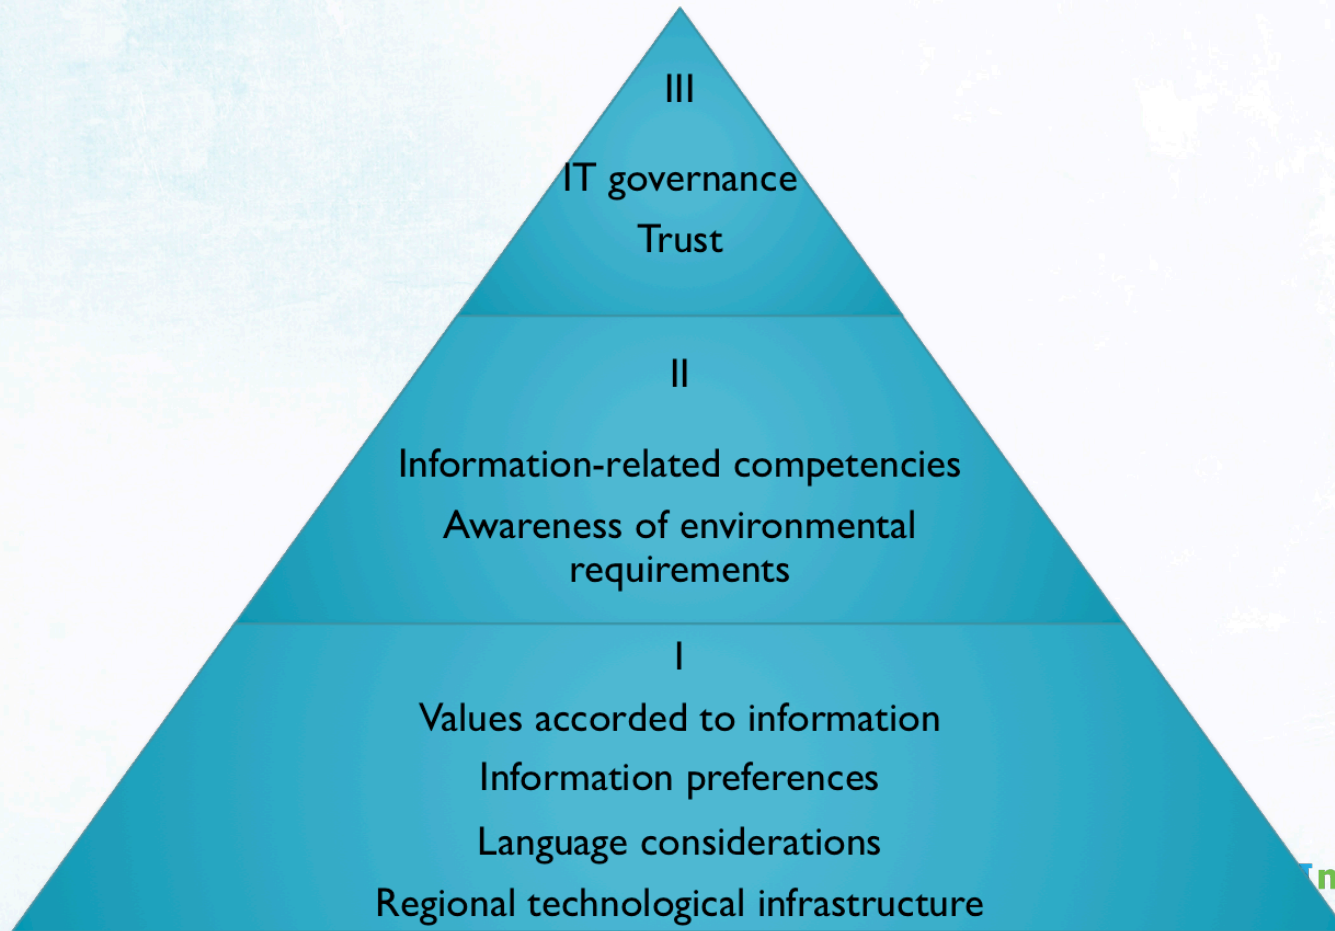 III
IT governance
Trust
II
Information-related competencies
Awareness of environmental
requirements
I
Values accorded to information
Information preferences
Language considerations
Regional technological infrastructure